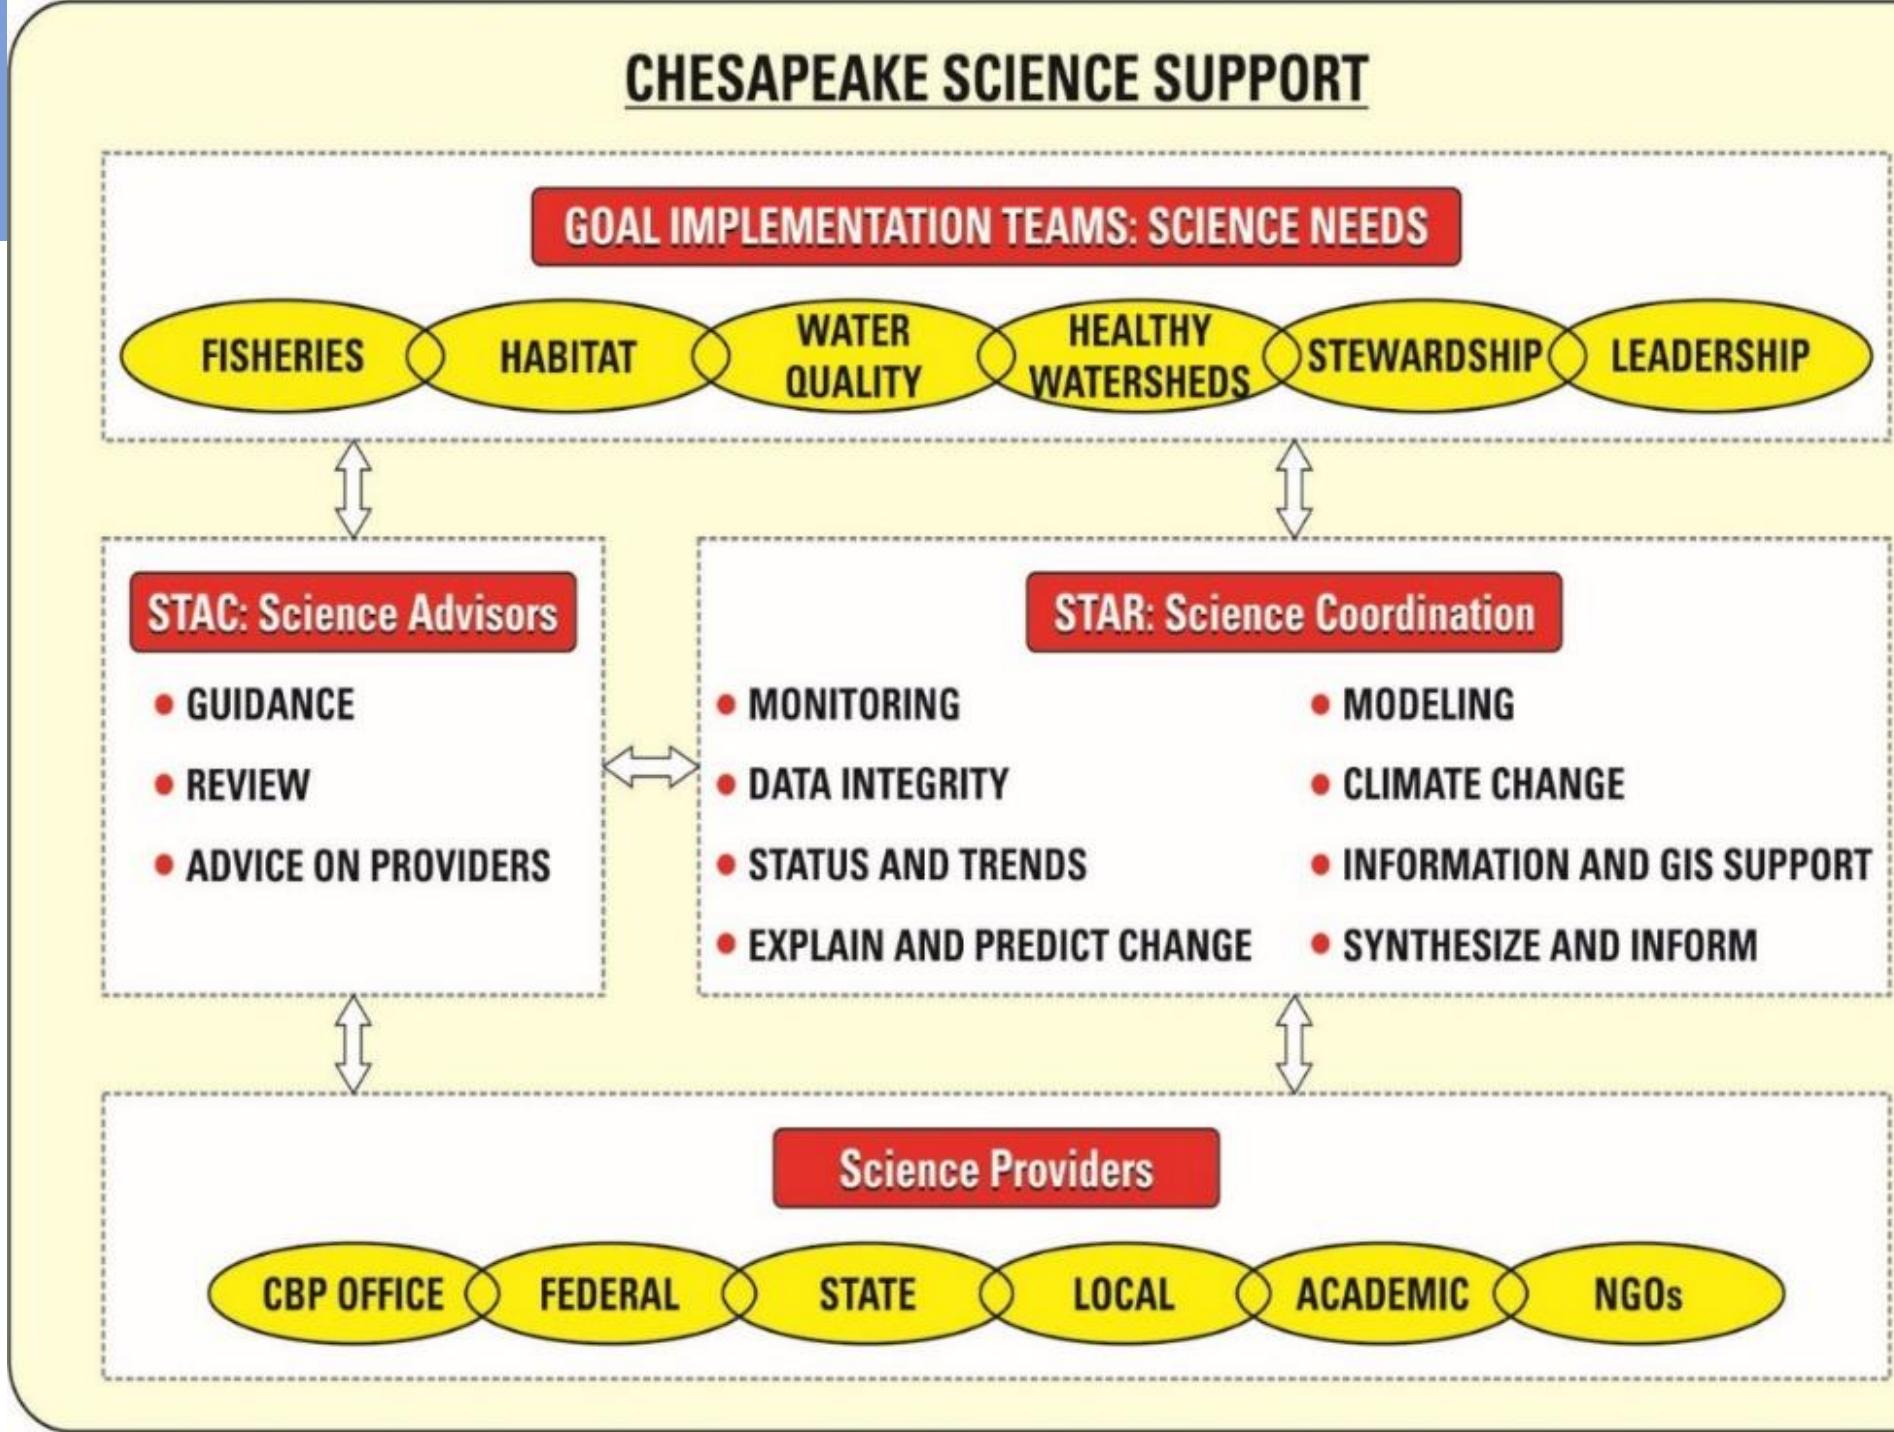 CHESAPEAKE SCIENCE SUPPORT
GOAL IMPLEMENTATION TEAMS: SCIENCE NEEDS
FISHERIES
HABITAT
WATER
QUALITY
HEALTHY
WATERSHEDS
STEWARDSHIP
LEADERSHIP
STAC: Science Advisors
• GUIDANCE
• REVIEW
• ADVICE ON PROVIDERS
STAR: Science Coordination
• MONITORING
• DATA INTEGRITY
• STATUS AND TRENDS
• EXPLAIN AND PREDICT CHANGE
• MODELING
• CLIMATE CHANGE
• INFORMATION AND GIS SUPPORT
• SYNTHESIZE AND INFORM
Science Providers
CBP OFFICE
FEDERAL
STATE
LOCAL
ACADEMIC
NGOs